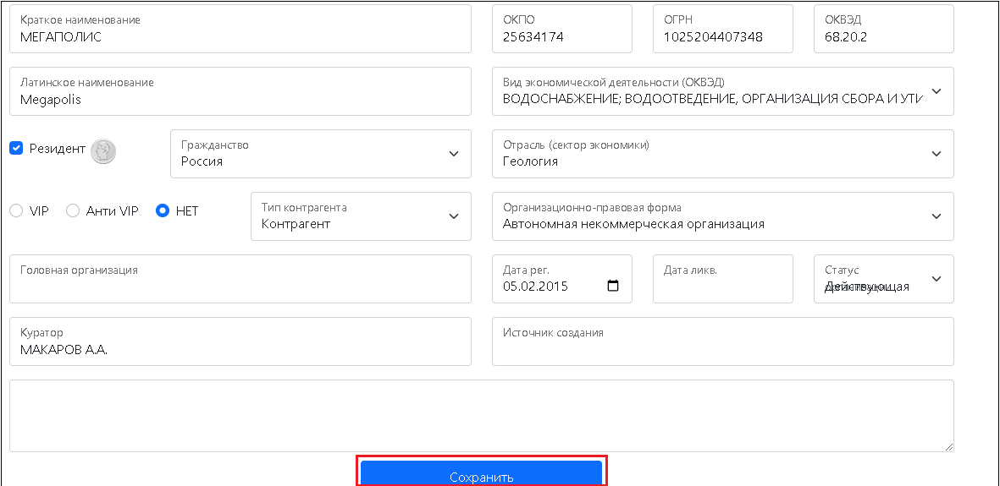 Краткое наименование
МЕГАПОЛИС
ОКПО
25634174
ОГРН
1025204407348
ОКВЭД
68.20.2
Латинское наименование
Megapolis
Вид экономической деятельности (ОКВЭД)
ВОДОСНАБЖЕНИЕ; ВОДООТВЕДЕНИЕ, ОРГАНИЗАЦИЯ СБОРА И УТИ
Резидент
Гражданство
Россия
Отрасль (сектор экономики)
Геология
VIP
Анти VIP
НЕТ
Тип контрагента
Контрагент
Организационно-правовая форма
Автономная некоммерческая организация
Головная организация
Дата рег.
05.02.2015
Дата ликв.
Статус
Действующая
Куратор
МАКАРОВ А.А.
Источник создания
Сохранить